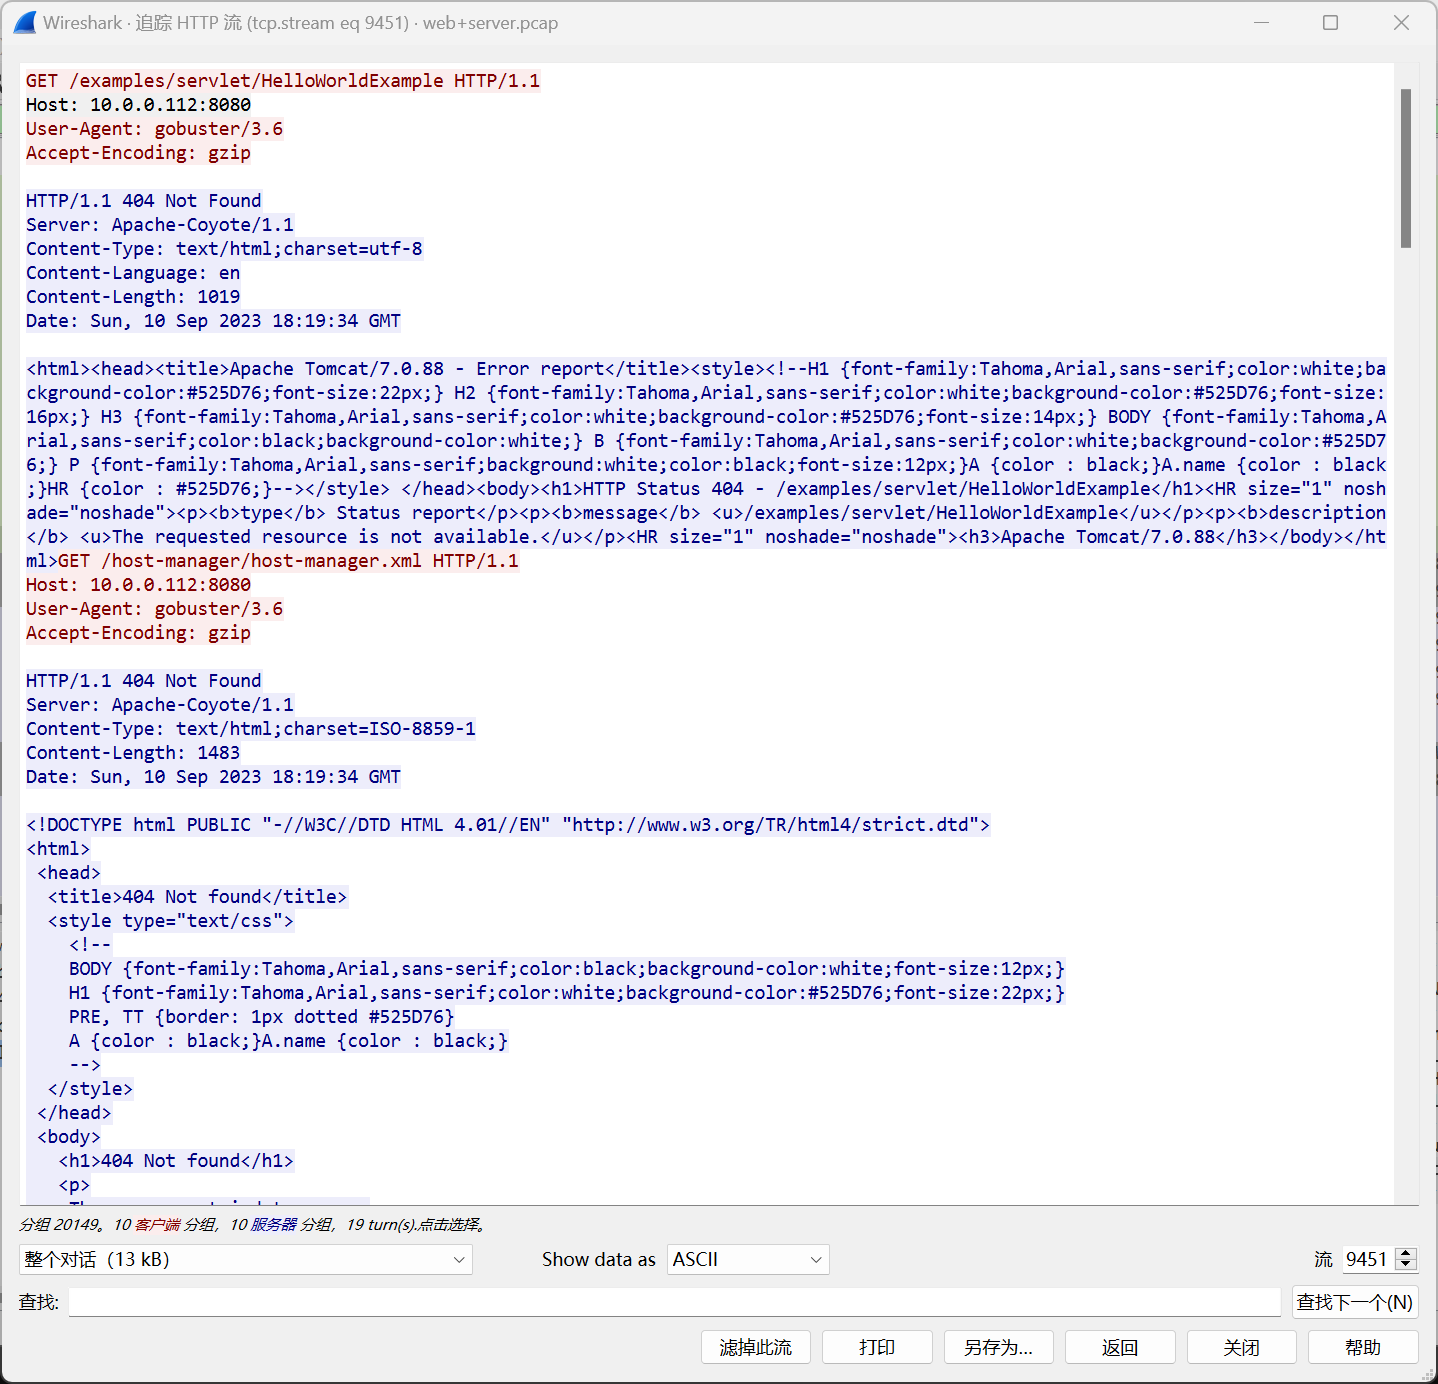 Wireshark · 追踪 HTTP 流 (tcp.stream eq 9451) · web+server.pcap
GET /examples/servlet/HelloWorldExample HTTP/1.1
Host: 10.0.0.112:8080
User-Agent: gobuster/3.6
Accept-Encoding: gzip
HTTP/1.1 404 Not Found
Server: Apache-Coyote/1.1
Content-Type: text/html;charset=utf-8
Content-Language: en
Content-Length: 1019
Date: Sun, 10 Sep 2023 18:19:34 GMT
<html><head><title>Apache Tomcat/7.0.88 - Error report</title><style><!--H1 {font-family:Tahoma,Arial,sans-serif;color:white;ba
ckground-color:#525D76;font-size:22px;} H2 {font-family:Tahoma,Arial,sans-serif;color:white;background-color:#525D76;font-size:
16px;} H3 {font-family:Tahoma,Arial,sans-serif;color:white;background-color:#525D76;font-size:14px;} BODY {font-family:Tahoma,A
rial,sans-serif;color:black;background-color:white;} B {font-family:Tahoma,Arial,sans-serif;color:white;background-color:#525D7
6;} P {font-family:Tahoma,Arial,sans-serif;background:white;color:black;font-size:12px;}A {color : black;}A.name {color : black
;}HR {color : #525D76;}--></style> </head><body><h1>HTTP Status 404 - /examples/servlet/HelloWorldExample</h1><HR size="1" nosh
ade="noshade"><p><b>type</b> Status report</p><p><b>message</b> <u>/examples/servlet/HelloWorldExample</u></p><p><b>description
</b> <u>The requested resource is not available.</u></p><HR size="1" noshade="noshade"><h3>Apache Tomcat/7.0.88</h3></body></ht
ml>GET /host-manager/host-manager.xml HTTP/1.1
Host: 10.0.0.112:8080
User-Agent: gobuster/3.6
Accept-Encoding: gzip
HTTP/1.1 404 Not Found
Server: Apache-Coyote/1.1
Content-Type: text/html;charset=ISO-8859-1
Content-Length: 1483
Date: Sun, 10 Sep 2023 18:19:34 GMT
<!DOCTYPE html PUBLIC "-//W3C//DTD HTML 4.01//EN" "http://www.w3.org/TR/html4/strict.dtd">
<html>
<head>
<title>404 Not found</title>
<style type="text/css">
<!--
BODY {font-family:Tahoma,Arial,sans-serif;color:black;background-color:white;font-size:12px;}
H1 {font-family:Tahoma,Arial,sans-serif;color:white;background-color:#525D76;font-size:22px;}
PRE, TT {border: 1px dotted #525D76}
A {color : black;}A.name {color : black;}
-->
</style>
</head>
<body>
<h1>404 Not found</h1>
<p>
分组 20149。10 客户端 分组，10 服务器 分组，19 turn(s).点击选择。
整个对话（13 kB） Show data as ASCII 流 9451
查找: 查找下一个(N)
滤掉此流 打印 另存为… 返回 关闭 帮助